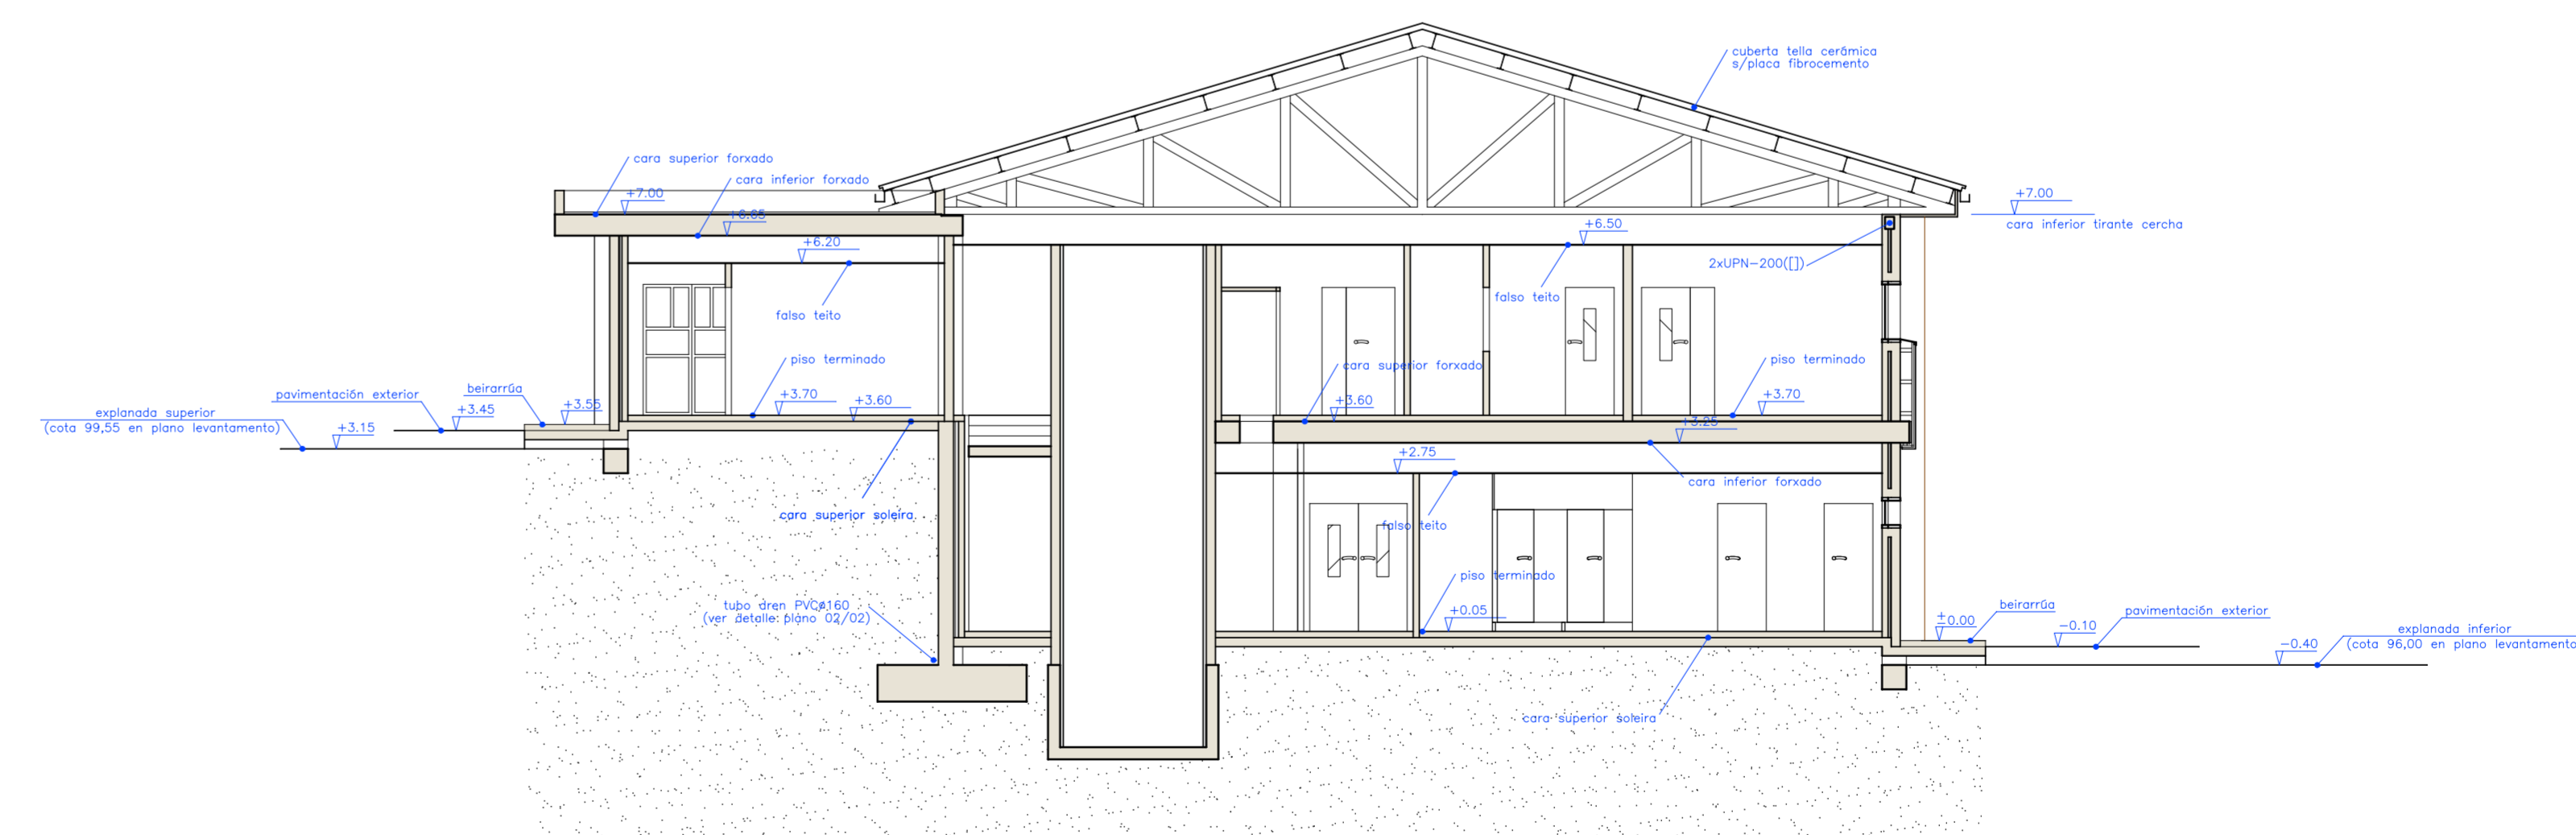 cuberta tella cerámica
s/placa fibrocemento
cara superior forxado
cara inferior forxado
+7.00
+6.65
+6.20
+6.50
+7.00
cara inferior tirante cercha
2xUPN-200([])
falso teito
falso teito
piso terminado
cara superior forxado
piso terminado
beirarrúa
pavimentación exterior
explanada superior
(cota 99,55 en plano levantamento)
+3.15
+3.45
+3.55
+3.70
+3.60
+3.60
+3.70
+3.25
+2.75
cara inferior forxado
cara superior soleira
falso teito
piso terminado
tubo dren PVCø160
(ver detalle plano 02/02)
+0.05
±0.00
beirarrúa
-0.10
pavimentación exterior
-0.40
explanada inferior
(cota 96,00 en plano levantamento
cara superior soleira